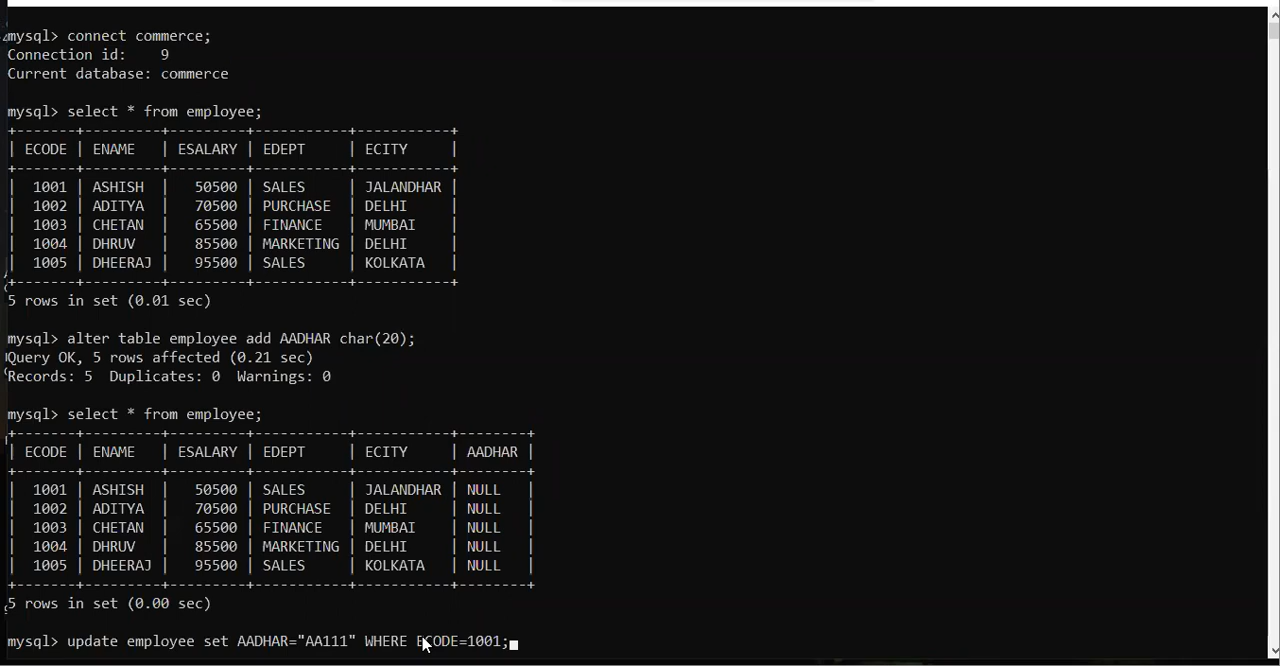 mysql> connect commerce;
Connection id:    9
Current database: commerce
mysql> select * from employee;
+-------+---------+---------+-----------+-----------+
| ECODE | ENAME   | ESALARY | EDEPT     | ECITY     |
+-------+---------+---------+-----------+-----------+
|  1001 | ASHISH  |   50500 | SALES     | JALANDHAR |
|  1002 | ADITYA  |   70500 | PURCHASE  | DELHI     |
|  1003 | CHETAN  |   65500 | FINANCE   | MUMBAI    |
|  1004 | DHRUV   |   85500 | MARKETING | DELHI     |
|  1005 | DHEERAJ |   95500 | SALES     | KOLKATA   |
+-------+---------+---------+-----------+-----------+
5 rows in set (0.01 sec)
mysql> alter table employee add AADHAR char(20);
Query OK, 5 rows affected (0.21 sec)
Records: 5  Duplicates: 0  Warnings: 0
mysql> select * from employee;
+-------+---------+---------+-----------+-----------+--------+
| ECODE | ENAME   | ESALARY | EDEPT     | ECITY     | AADHAR |
+-------+---------+---------+-----------+-----------+--------+
|  1001 | ASHISH  |   50500 | SALES     | JALANDHAR | NULL   |
|  1002 | ADITYA  |   70500 | PURCHASE  | DELHI     | NULL   |
|  1003 | CHETAN  |   65500 | FINANCE   | MUMBAI    | NULL   |
|  1004 | DHRUV   |   85500 | MARKETING | DELHI     | NULL   |
|  1005 | DHEERAJ |   95500 | SALES     | KOLKATA   | NULL   |
+-------+---------+---------+-----------+-----------+--------+
5 rows in set (0.00 sec)
mysql> update employee set AADHAR="AA111" WHERE ECODE=1001;